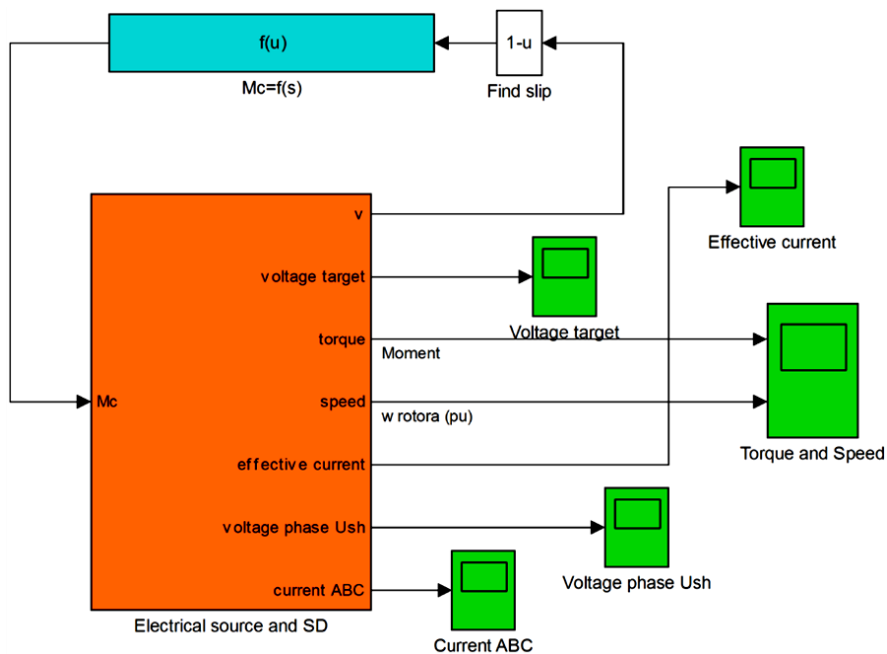 f(u)
1-u
Mc=f(s)
Find slip
v
Effective current
voltage target
Voltage target
torque
Moment
Mc
speed
w rotora (pu)
Torque and Speed
effective current
voltage phase Ush
Voltage phase Ush
current ABC
Electrical source and SD
Current ABC